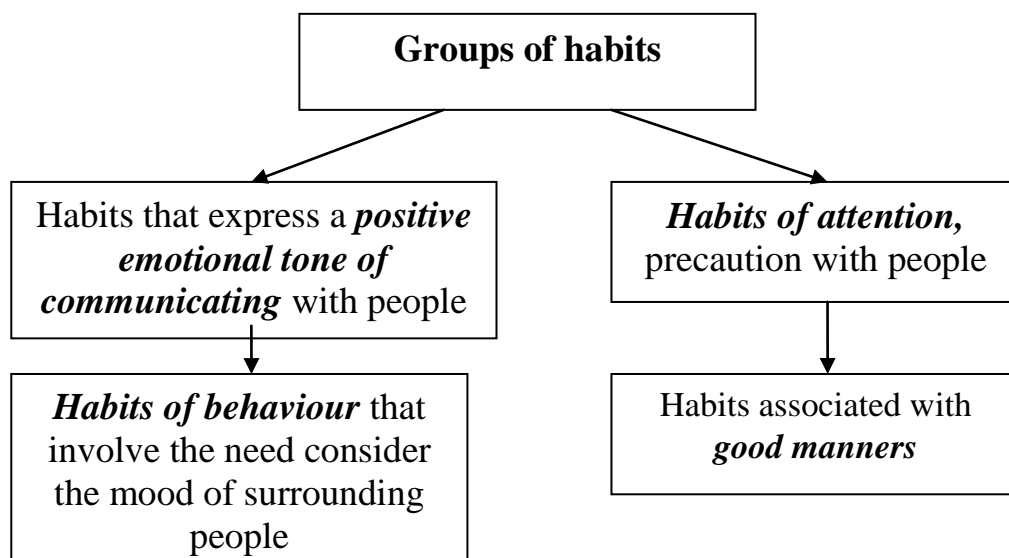 Groups of habits
Habits that express a positive
emotional tone of
communicating with people
Habits of attention,
precaution with people
Habits of behaviour that
involve the need consider
the mood of surrounding
people
Habits associated with
good manners